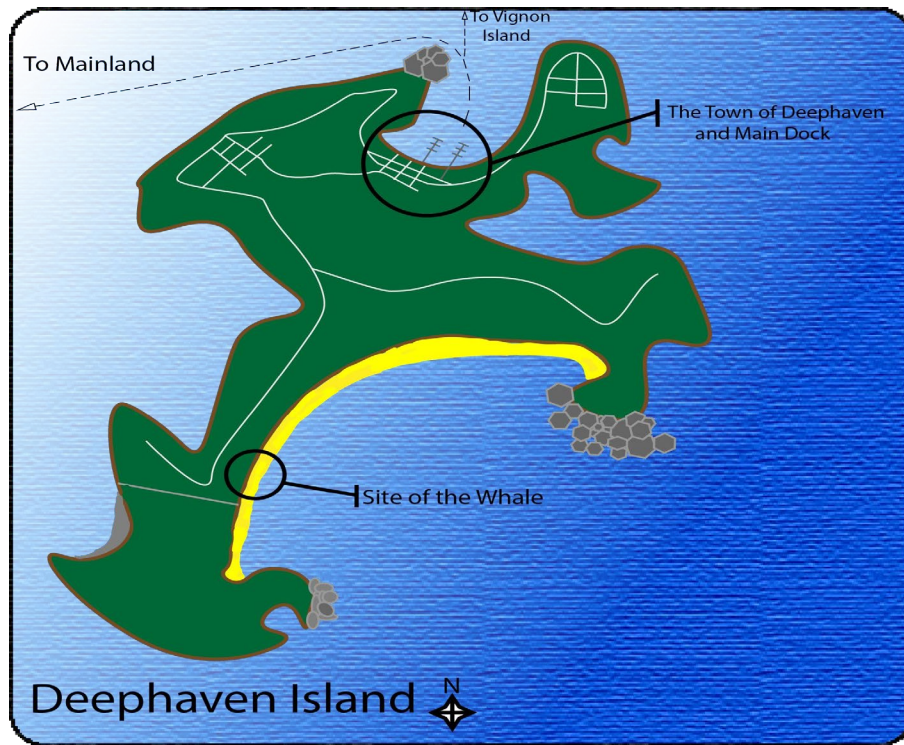 To Vignon
Island
To Mainland
The Town of Deephaven
and Main Dock
Site of the Whale
Deephaven Island
N